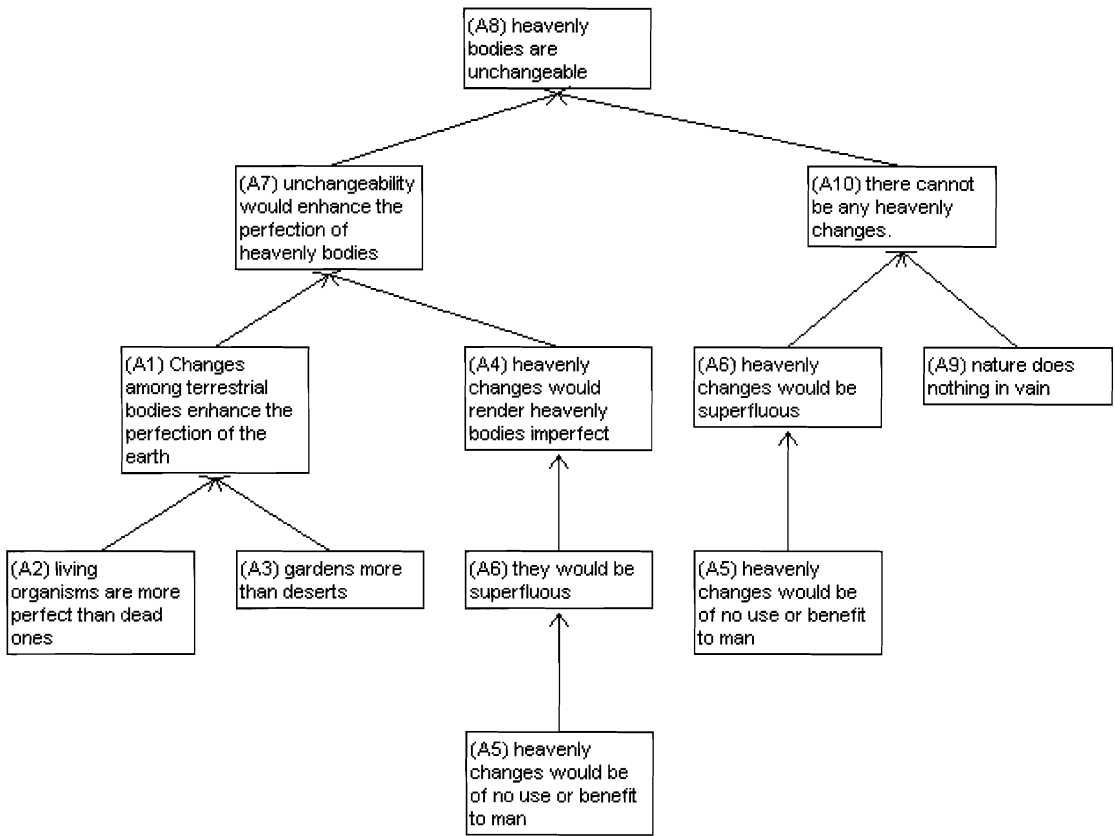 (A8) heavenly
bodies are
unchangeable
(A7) unchangeability
would enhance the
perfection of
heavenly bodies
(A10) there cannot
be any heavenly
changes.
(A1) Changes
among terrestrial
bodies enhance the
perfection of the
earth
(A4) heavenly
changes would
render heavenly
bodies imperfect
(A6) heavenly
changes would be
superfluous
(A9) nature does
nothing in vain
(A2) living
organisms are more
perfect than dead
ones
(A3) gardens more
than deserts
(A6) they would be
superfluous
(A5) heavenly
changes would be
of no use or benefit
to man
(A5) heavenly
changes would be
of no use or benefit
to man